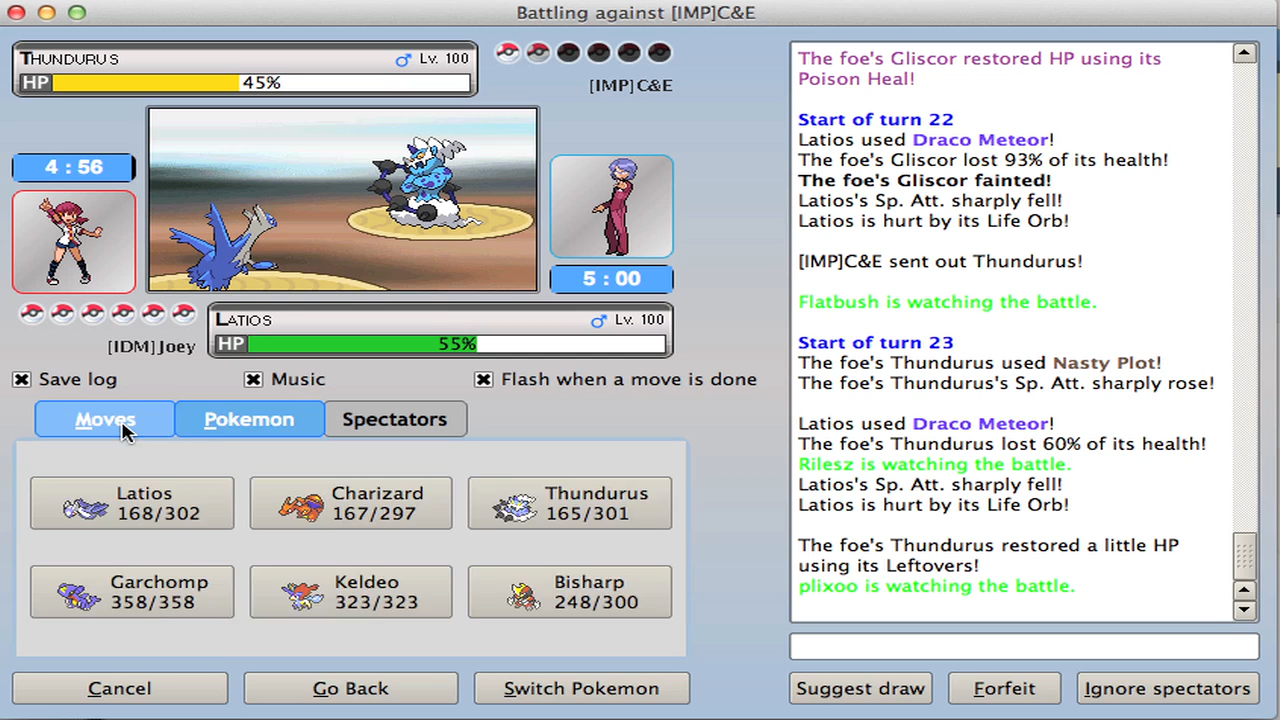 Battling against [IMP]C&E
THUNDURUS ♂ Lv. 100
HP 45%
[IMP]C&E
4 : 56
5 : 00
LATIOS ♂ Lv. 100
HP 55%
[IDM]Joey
Save log
Music
Flash when a move is done
Moves
Pokemon
Spectators
Latios
168/302
Charizard
167/297
Thundurus
165/301
Garchomp
358/358
Keldeo
323/323
Bisharp
248/300
Cancel
Go Back
Switch Pokemon
The foe's Gliscor restored HP using its
Poison Heal!
Start of turn 22
Latios used Draco Meteor!
The foe's Gliscor lost 93% of its health!
The foe's Gliscor fainted!
Latios's Sp. Att. sharply fell!
Latios is hurt by its Life Orb!
[IMP]C&E sent out Thundurus!
Flatbush is watching the battle.
Start of turn 23
The foe's Thundurus used Nasty Plot!
The foe's Thundurus's Sp. Att. sharply rose!
Latios used Draco Meteor!
The foe's Thundurus lost 60% of its health!
Rilesz is watching the battle.
Latios's Sp. Att. sharply fell!
Latios is hurt by its Life Orb!
The foe's Thundurus restored a little HP
using its Leftovers!
plixoo is watching the battle.
Suggest draw
Forfeit
Ignore spectators